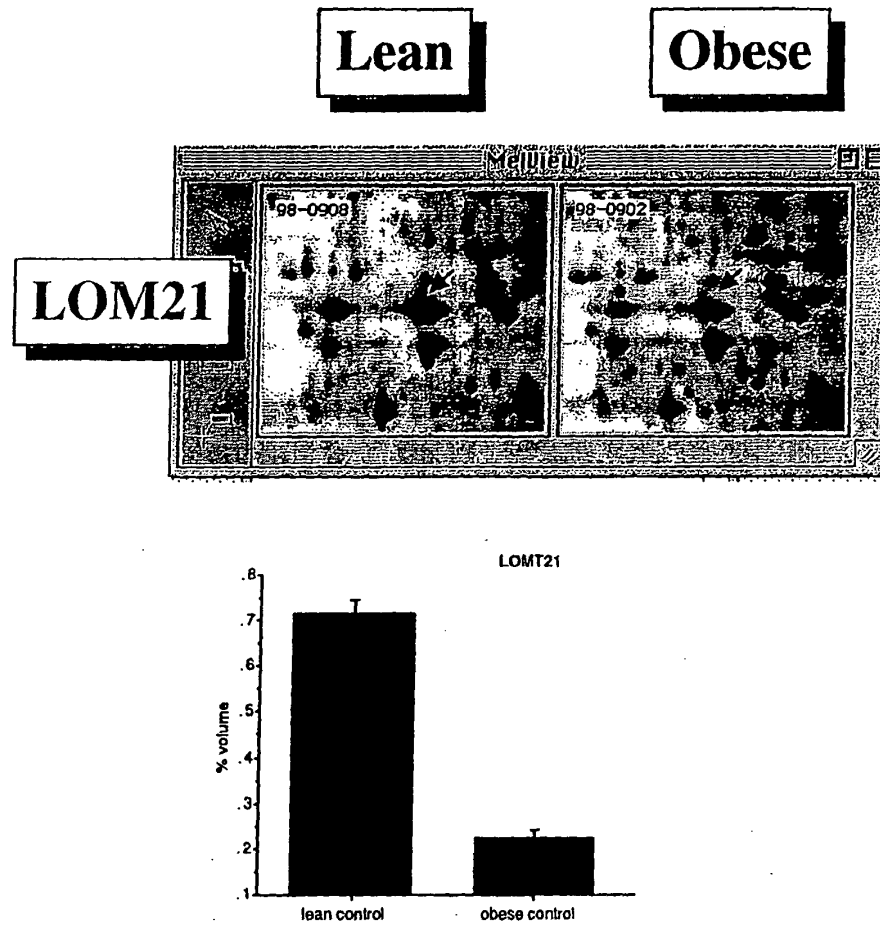 Lean
Obese
Melview
98-0908
98-0902
LOM21
LOMT21
.8
.7
.6
.5
.4
.3
.2
.1
% volume
lean control
obese control